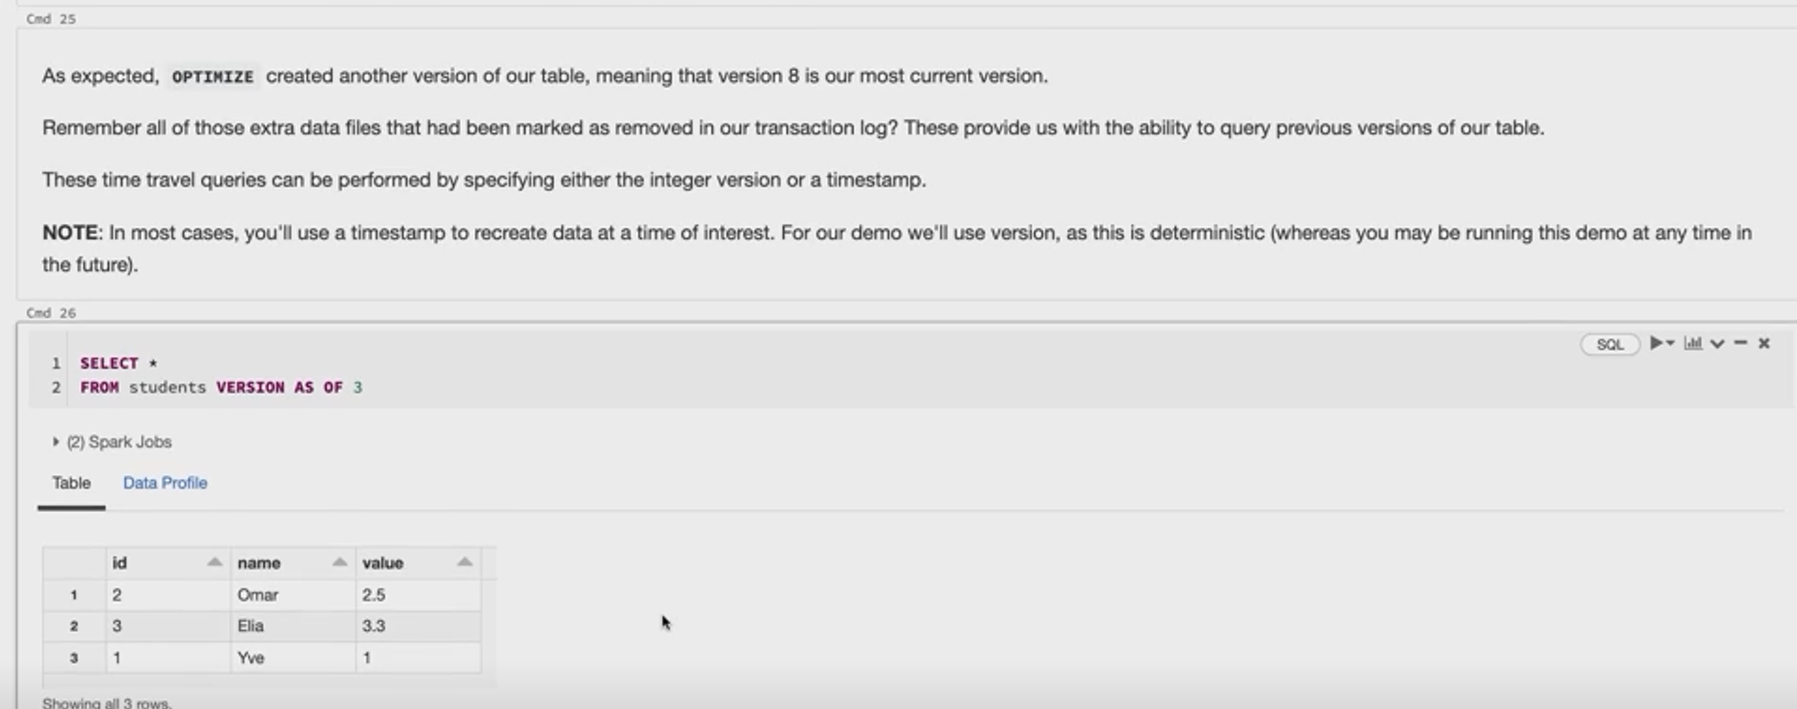 Cmd 25
As expected, OPTIMIZE created another version of our table, meaning that version 8 is our most current version.
Remember all of those extra data files that had been marked as removed in our transaction log? These provide us with the ability to query previous versions of our table.
These time travel queries can be performed by specifying either the integer version or a timestamp.
NOTE: In most cases, you'll use a timestamp to recreate data at a time of interest. For our demo we'll use version, as this is deterministic (whereas you may be running this demo at any time in
the future).
Cmd 26
SQL
1 SELECT *
2 FROM students VERSION AS OF 3
(2) Spark Jobs
Table Data Profile
id name value
1 2 Omar 2.5
2 3 Elia 3.3
3 1 Yve 1
Showing all 3 rows.